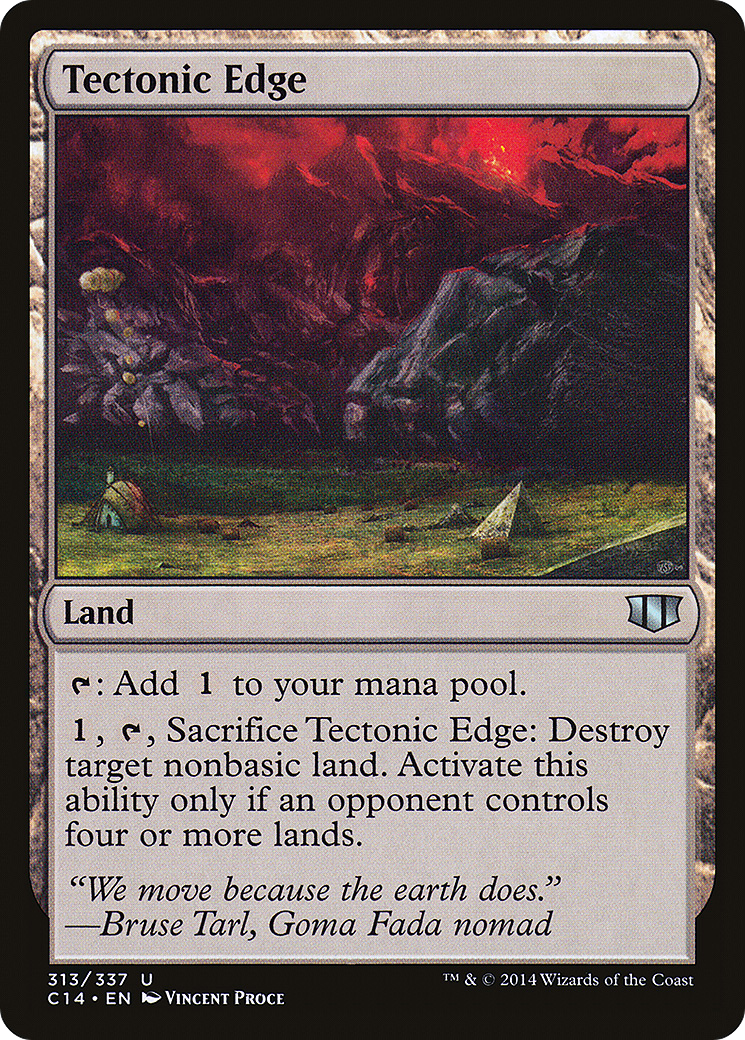 Tectonic Edge
Land
: Add 1 to your mana pool.
1, , Sacrifice Tectonic Edge: Destroy
target nonbasic land. Activate this
ability only if an opponent controls
four or more lands.
“We move because the earth does.”
—Bruse Tarl, Goma Fada nomad
313/337 U
™ & © 2014 Wizards of the Coast
C14 • EN Vincent Proce